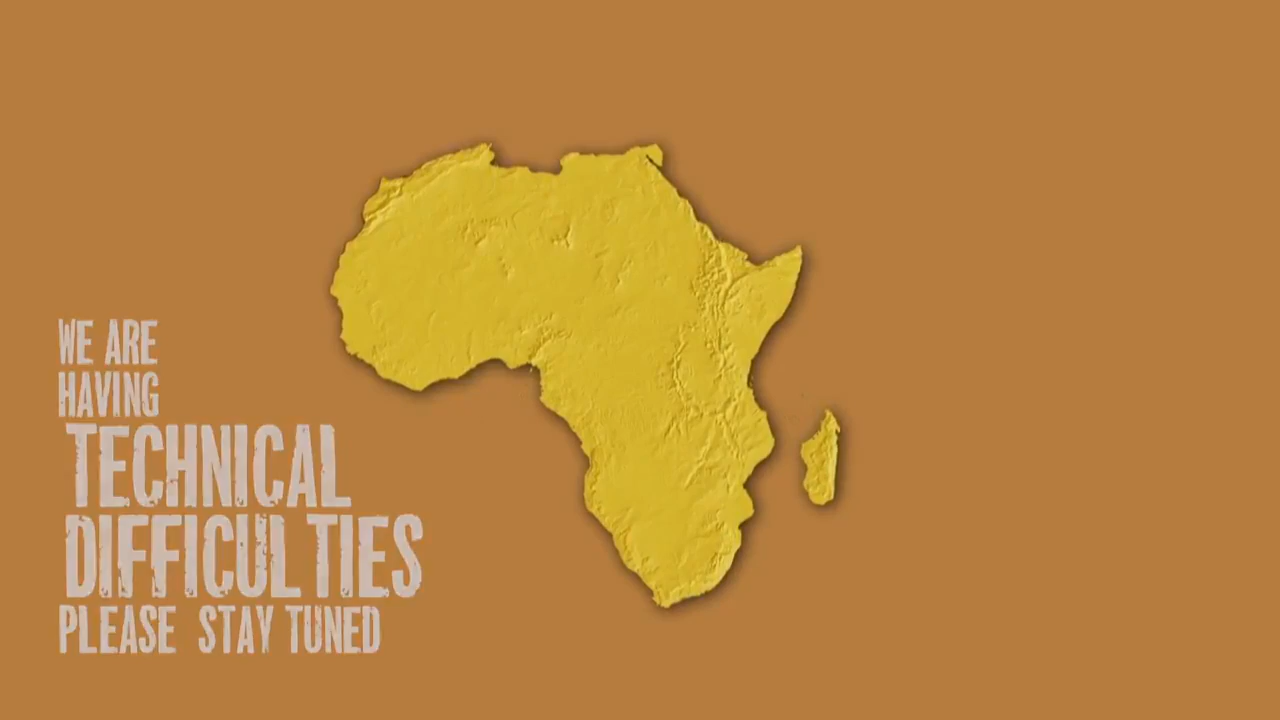 WE ARE
HAVING
TECHNICAL
DIFFICULTIES
PLEASE STAY TUNED